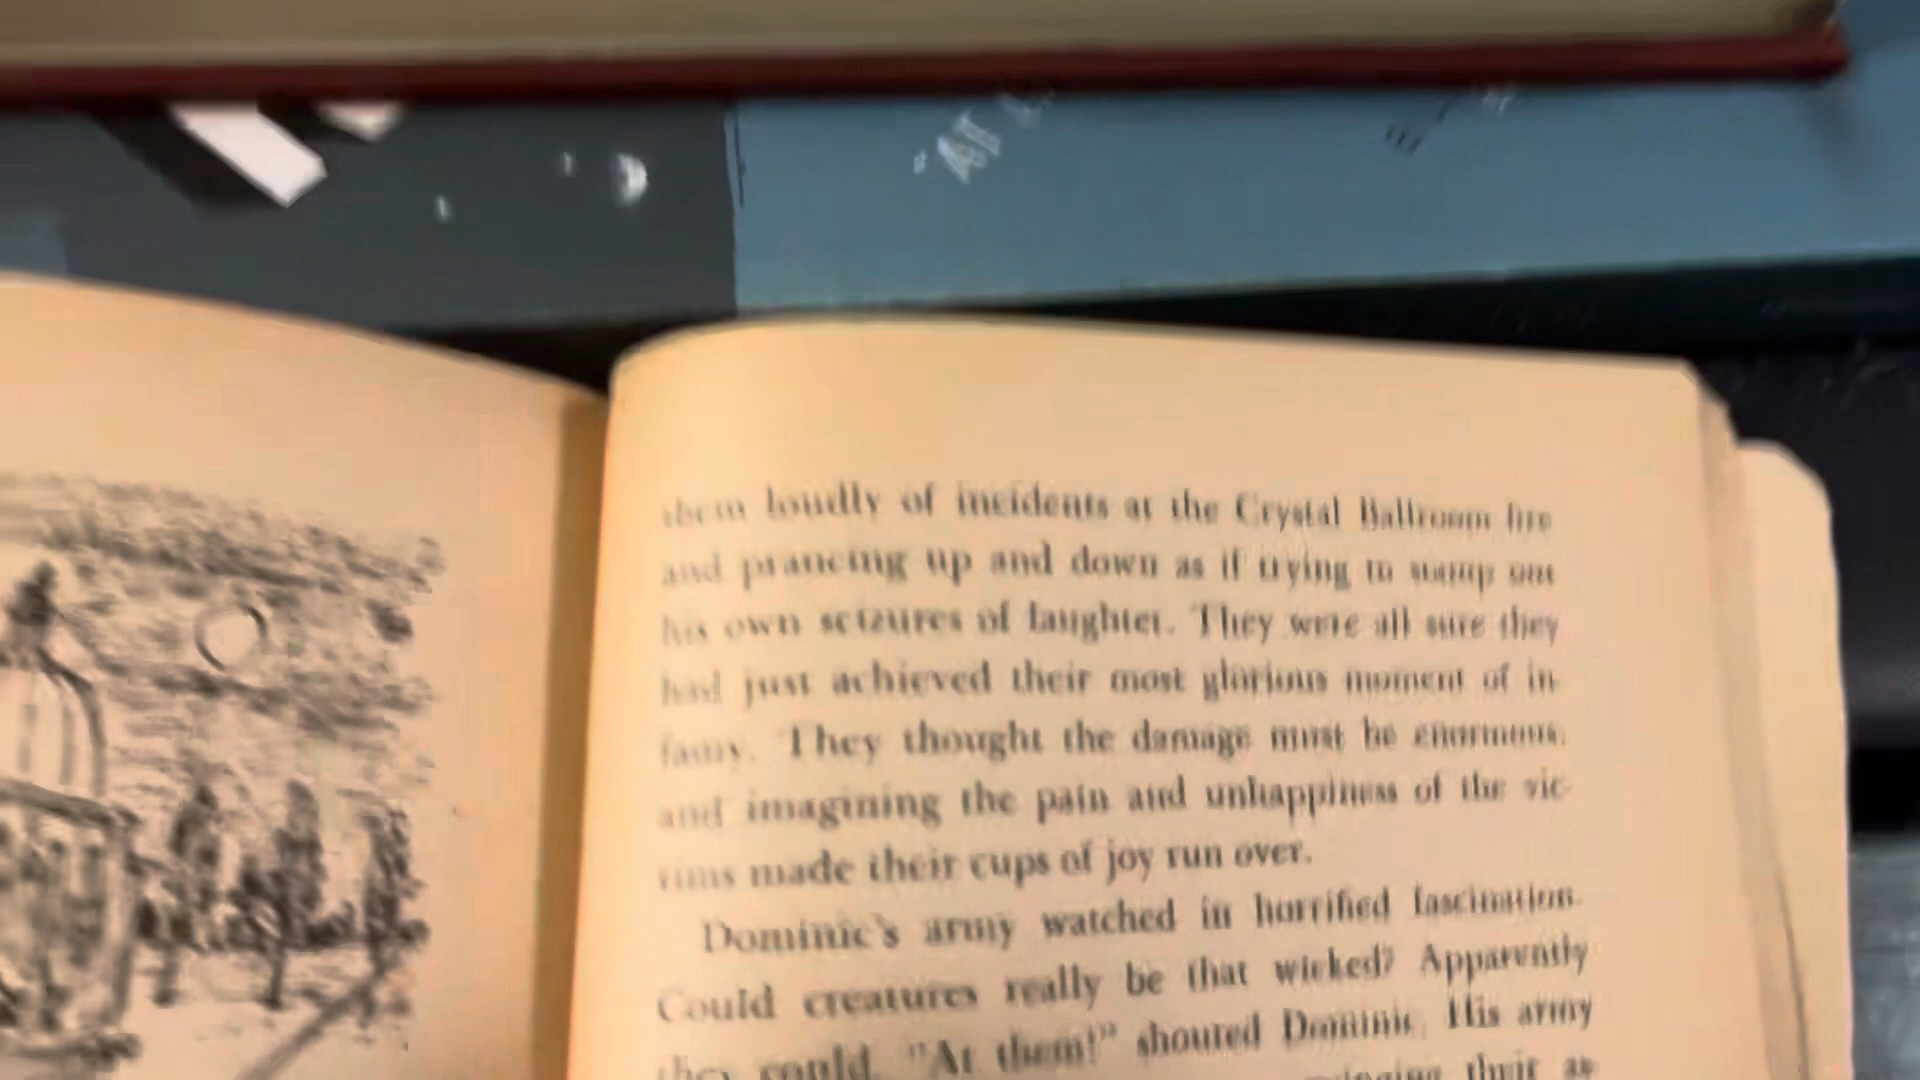 them loudly of incidents at the Crystal Ballroom fire
and prancing up and down as if trying to stamp out
his own seizures of laughter. They were all sure they
had just achieved their most glorious moment of in-
famy. They thought the damage must be enormous,
and imagining the pain and unhappiness of the vic-
tims made their cups of joy run over.
Dominic's army watched in horrified fascination.
Could creatures really be that wicked? Apparently
they could. "At them!" shouted Dominic. His army
their